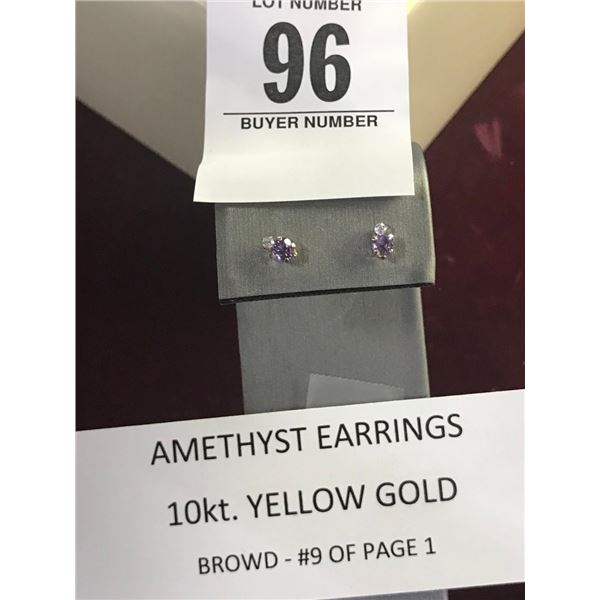 LOT NUMBER
96
BUYER NUMBER
AMETHYST EARRINGS
10kt. YELLOW GOLD
BROWD - #9 OF PAGE 1